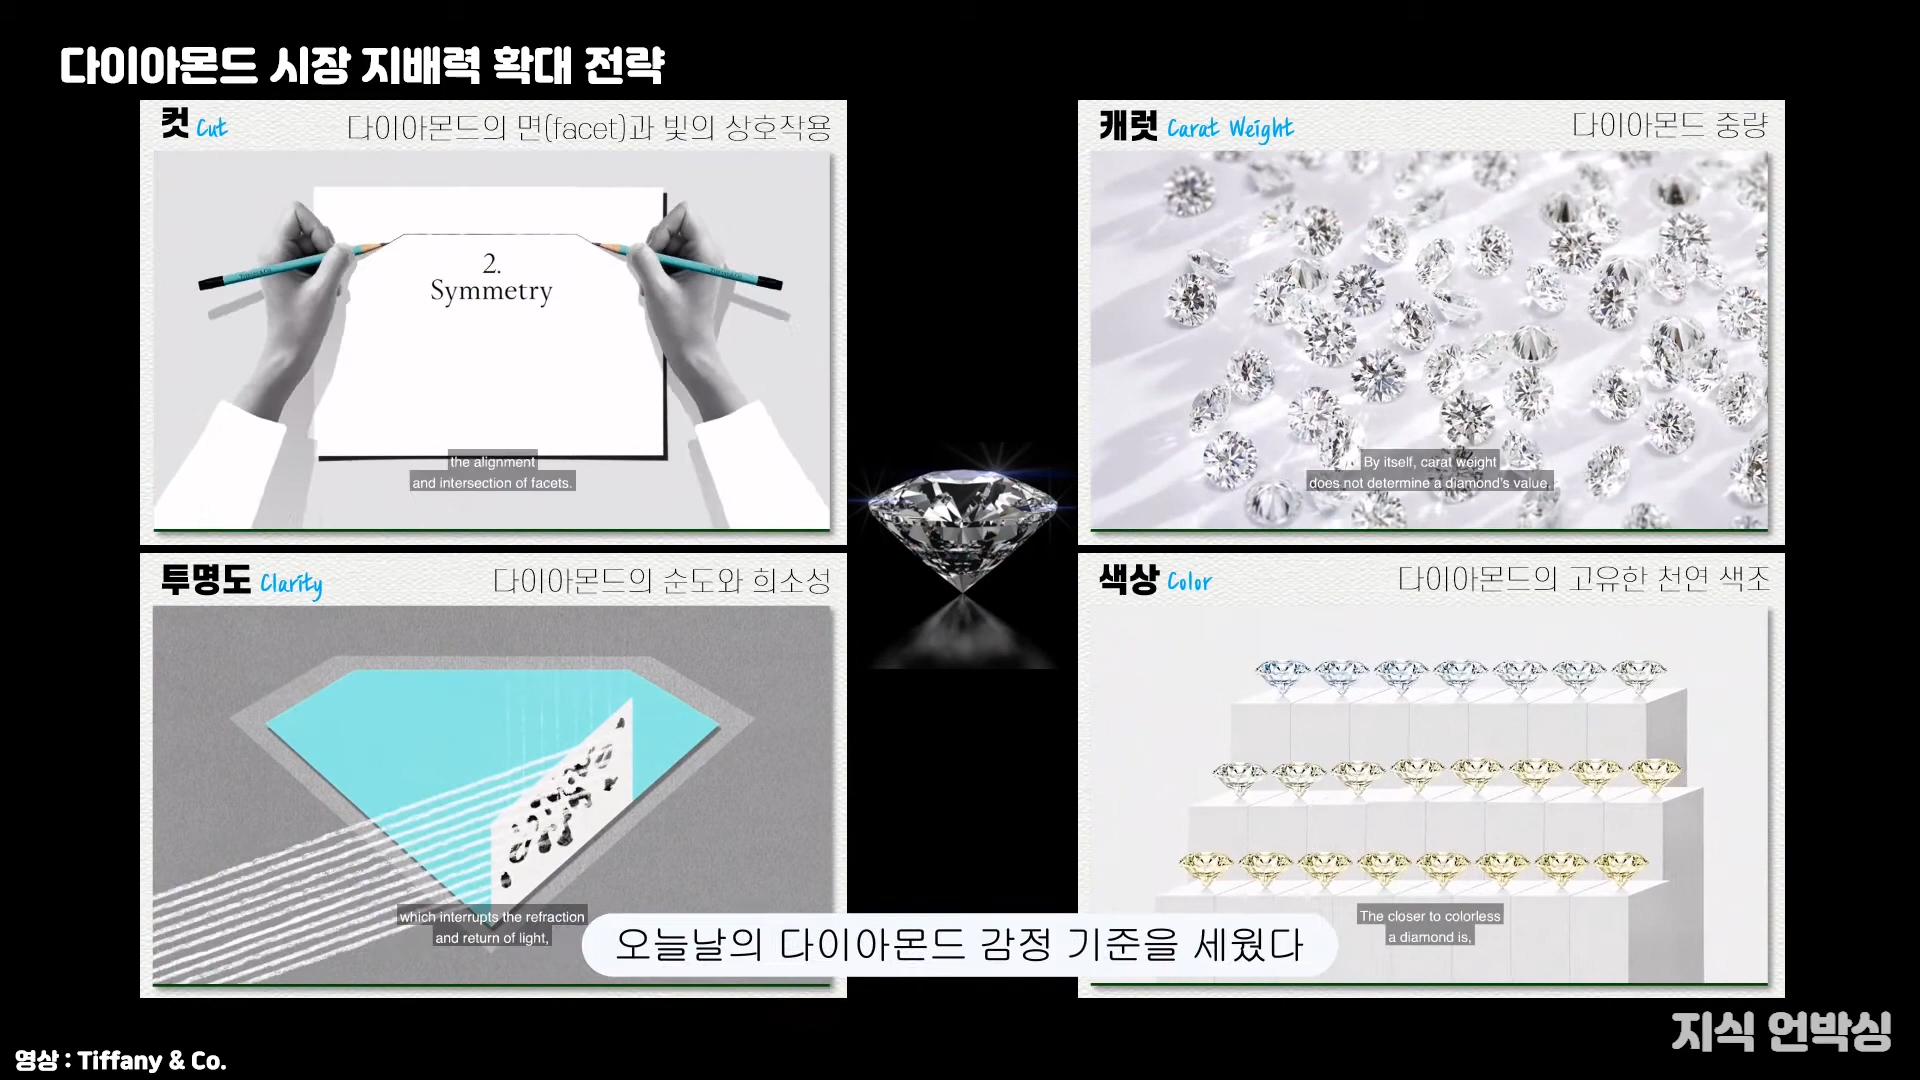 다이아몬드 시장 지배력 확대 전략
컷 Cut 다이아몬드의 면(facet)과 빛의 상호작용
2.
Symmetry
the alignment
and intersection of facets.
캐럿 Carat Weight 다이아몬드 중량
By itself, carat weight
does not determine a diamond's value.
투명도 Clarity 다이아몬드의 순도와 희소성
which interrupts the refraction
and return of light,
색상 Color 다이아몬드의 고유한 천연 색조
The closer to colorless
a diamond is,
오늘날의 다이아몬드 감정 기준을 세웠다
지식 언박싱
영상 : Tiffany & Co.